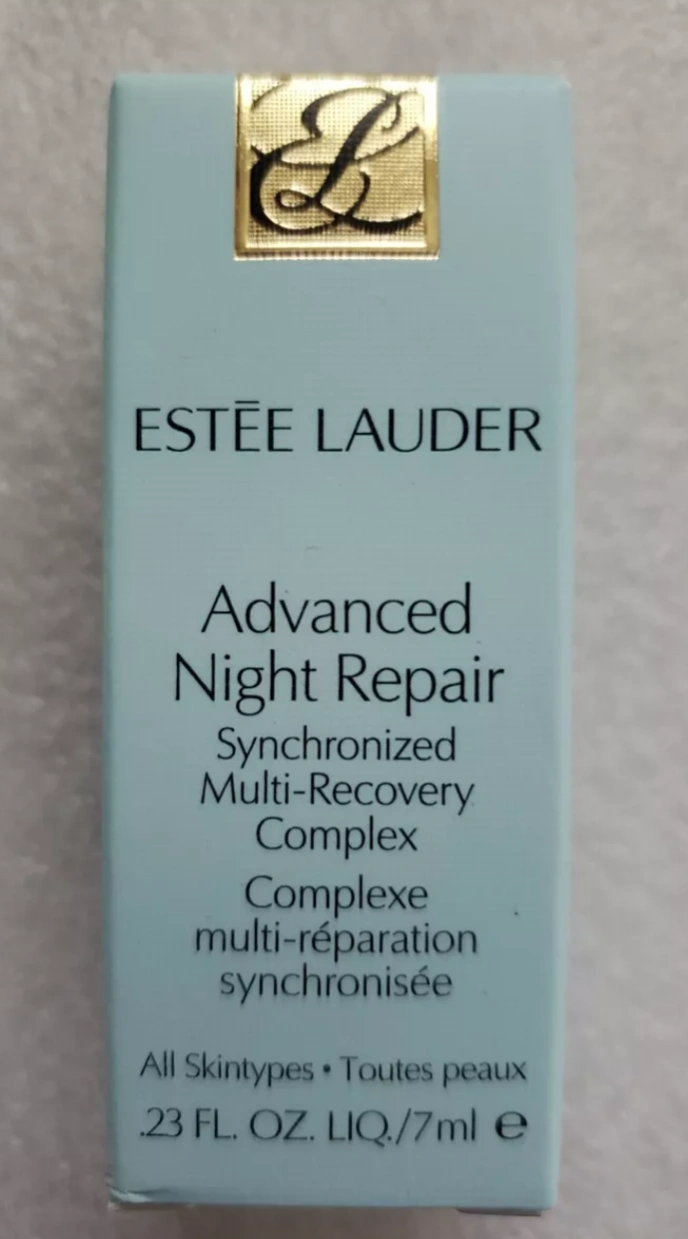 EL
ESTĒE LAUDER
Advanced
Night Repair
Synchronized
Multi-Recovery
Complex
Complexe
multi-réparation
synchronisée
All Skintypes • Toutes peaux
.23 FL. OZ. LIQ./7ml ℮